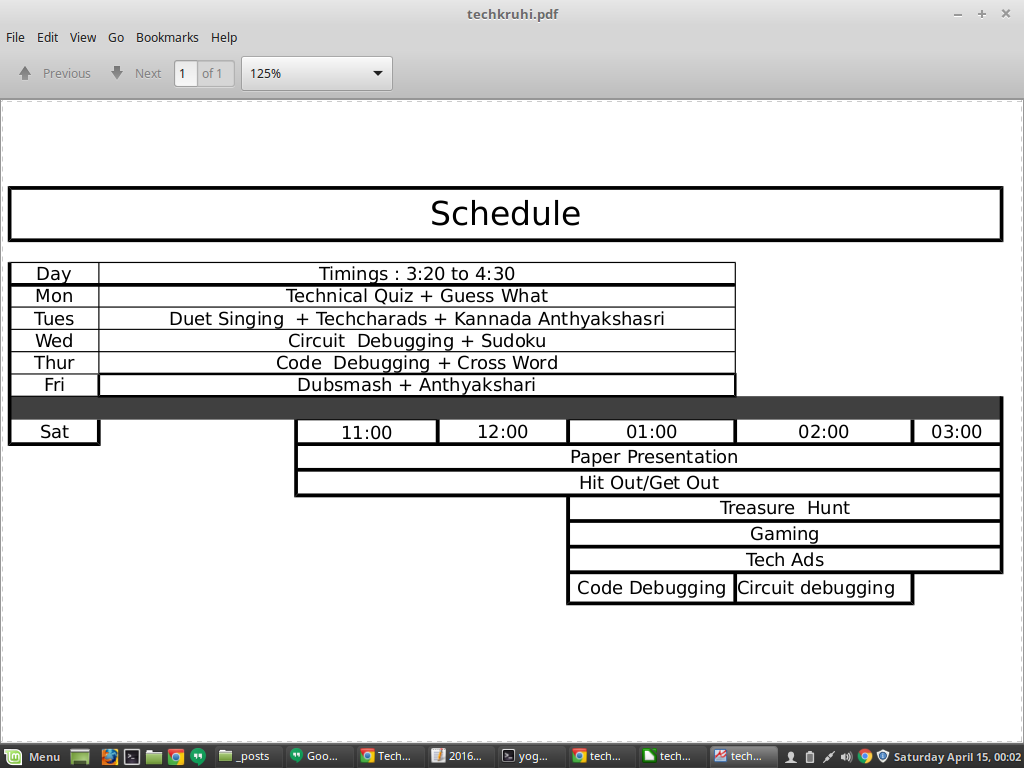 techkruhi.pdf
File Edit View Go Bookmarks Help
Previous Next 1 of 1 125%
Schedule
Day Timings : 3:20 to 4:30
Mon Technical Quiz + Guess What
Tues Duet Singing + Techcharads + Kannada Anthyakshasri
Wed Circuit Debugging + Sudoku
Thur Code Debugging + Cross Word
Fri Dubsmash + Anthyakshari
Sat 11:00 12:00 01:00 02:00 03:00
Paper Presentation
Hit Out/Get Out
Treasure Hunt
Gaming
Tech Ads
Code Debugging Circuit debugging
Menu _posts Goo... Tech... 2016... yog... tech... tech... tech... Saturday April 15, 00:02